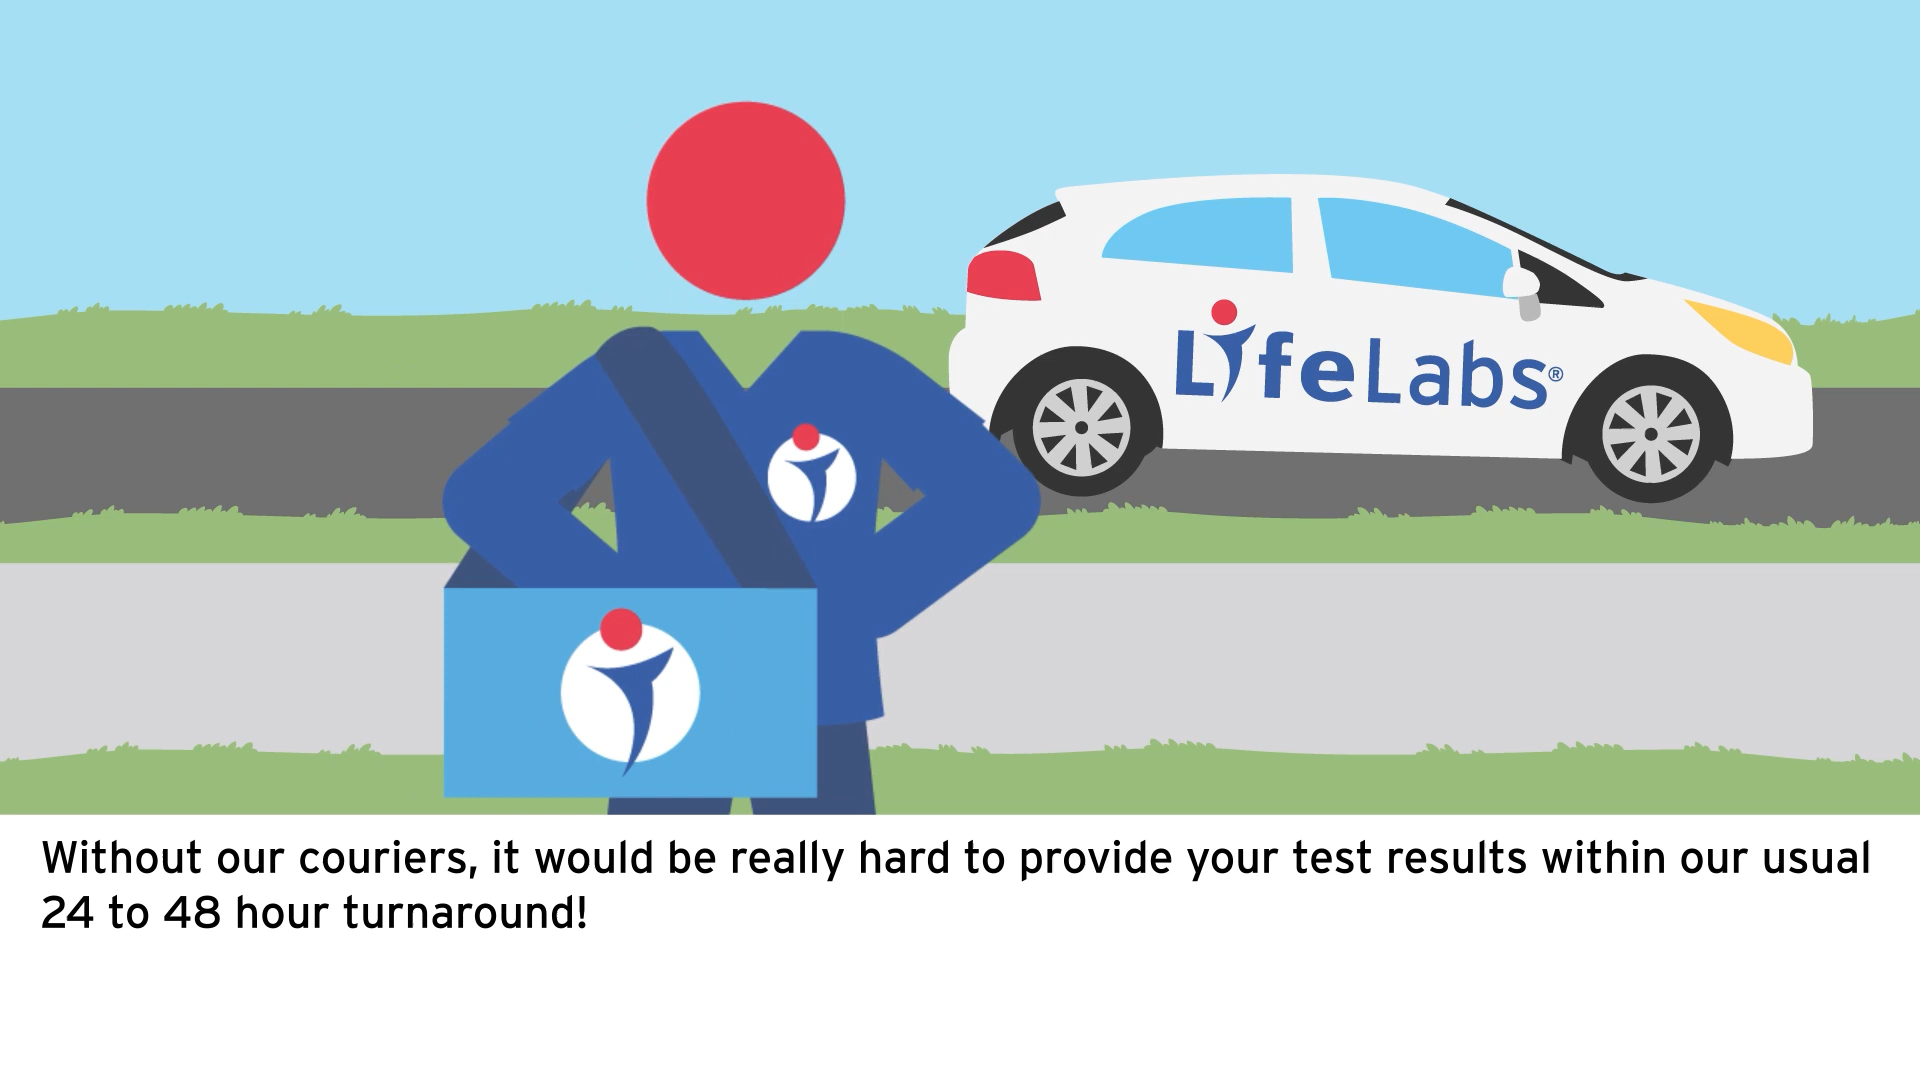 LifeLabs®
Without our couriers, it would be really hard to provide your test results within our usual
24 to 48 hour turnaround!